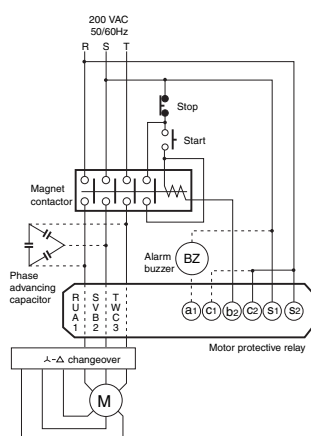 200 VAC
50/60Hz
R S T
Stop
Start
Magnet
contactor
Phase
advancing
capacitor
Alarm
buzzer
BZ
R S T
U V W
A B C
1 2 3
a1 c1 b2 c2 s1 s2
Motor protective relay
⅄-△ changeover
M